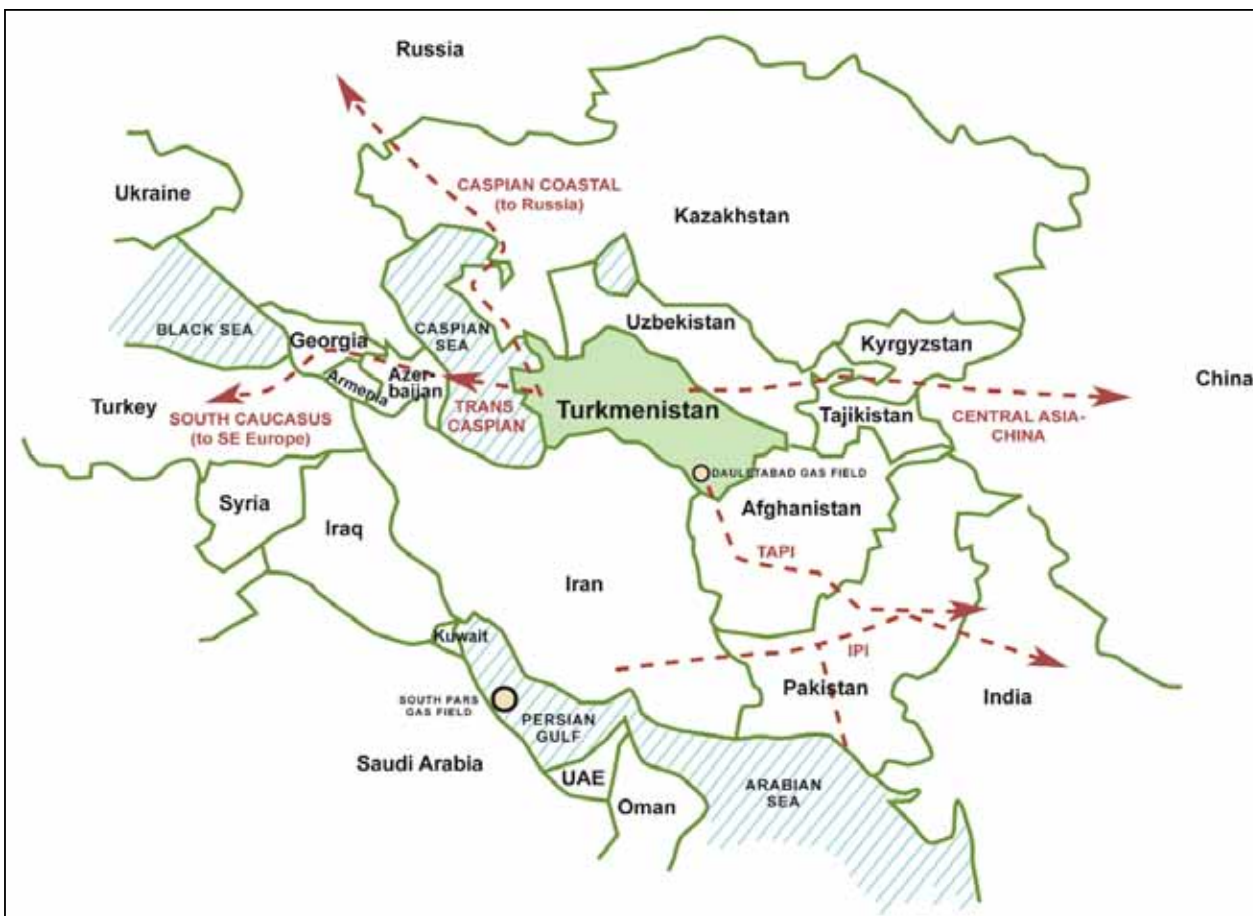 Russia
Ukraine
CASPIAN COASTAL
(to Russia)
Kazakhstan
BLACK SEA
Georgia
CASPIAN
SEA
Uzbekistan
Kyrgyzstan
Armenia
Azer-
baijan
Turkey
SOUTH CAUCASUS
(to SE Europe)
TRANS
CASPIAN
Turkmenistan
Tajikistan
China
CENTRAL ASIA-
CHINA
DAULETABAD GAS FIELD
Syria
Iraq
Afghanistan
TAPI
Iran
Kuwait
IPI
Pakistan
India
SOUTH PARS
GAS FIELD
PERSIAN
GULF
Saudi Arabia
UAE
Oman
ARABIAN
SEA